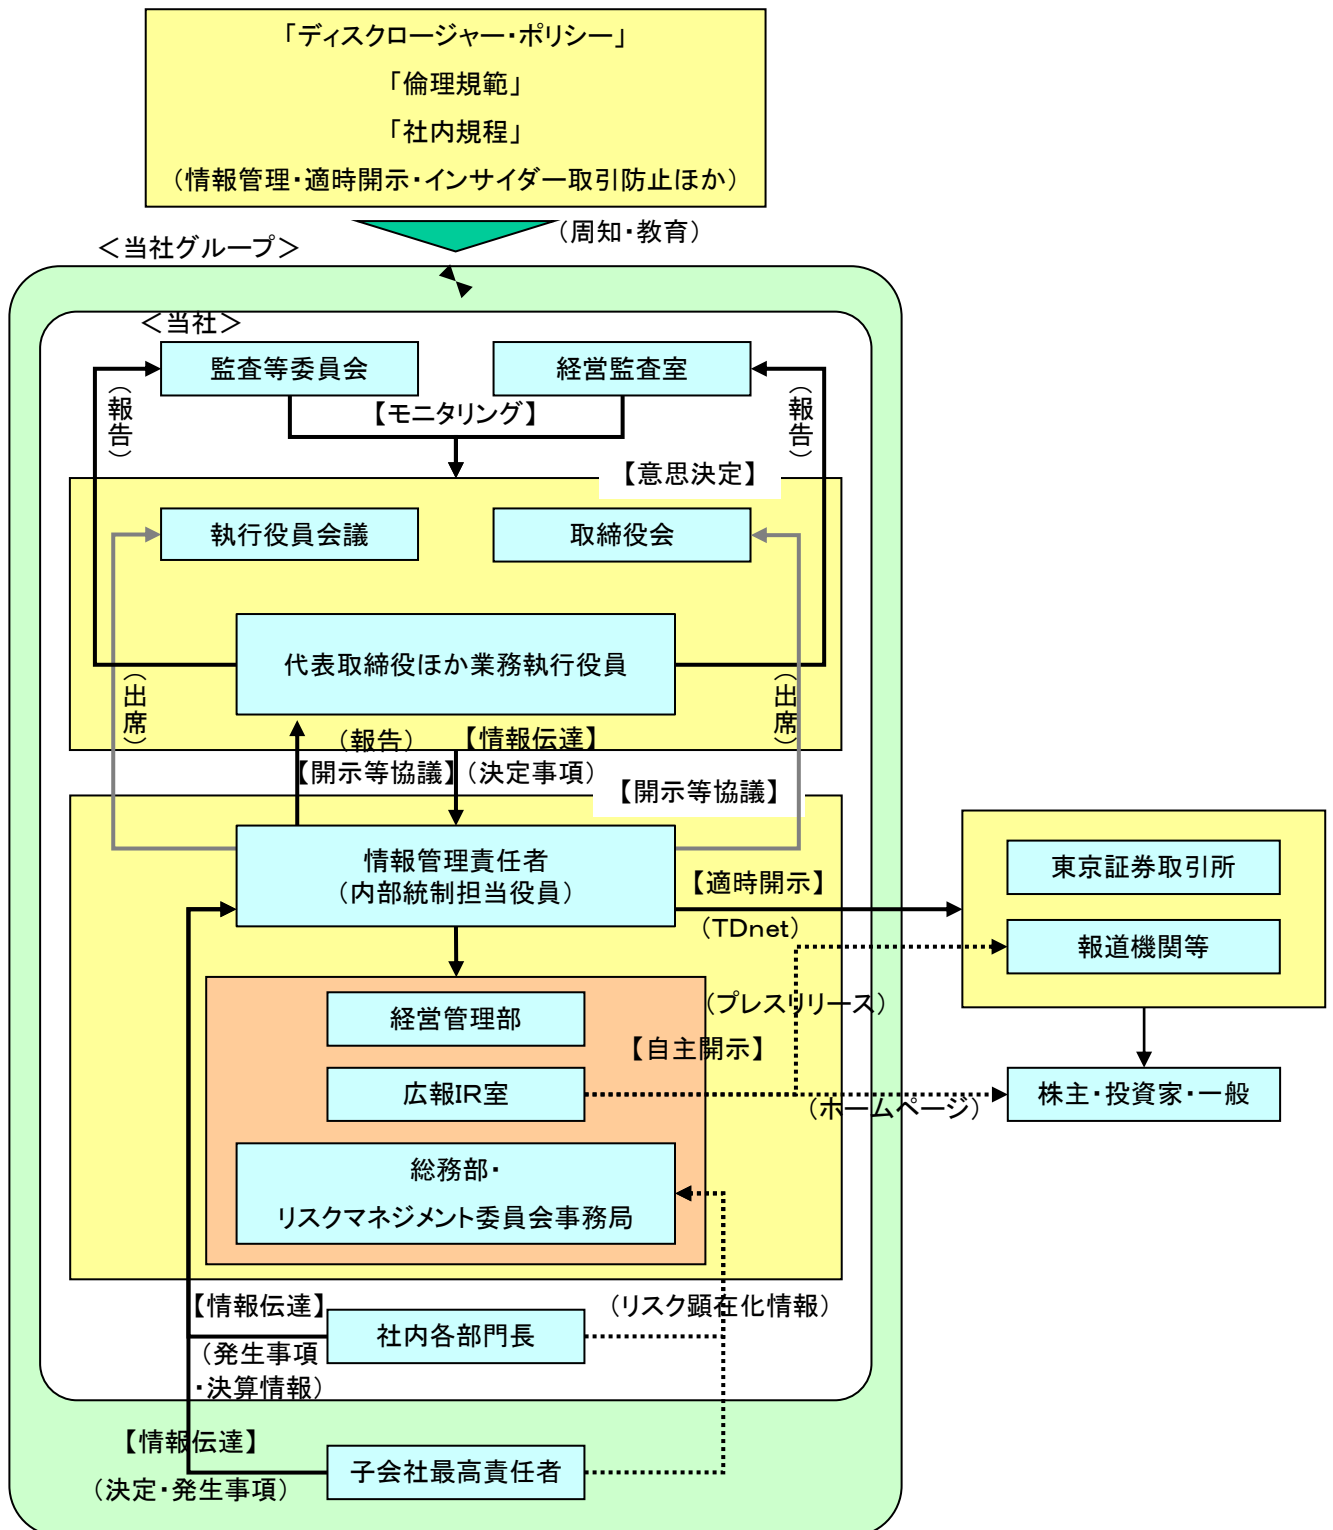 「ディスクロージャー・ポリシー」
「倫理規範」
「社内規程」
（情報管理・適時開示・インサイダー取引防止ほか）
（周知・教育）
＜当社グループ＞
＜当社＞
監査等委員会
経営監査室
（報告）
【モニタリング】
（報告）
【意思決定】
執行役員会議
取締役会
代表取締役ほか業務執行役員
（出席）
（出席）
（報告）
【情報伝達】
【開示等協議】
（決定事項）
【開示等協議】
情報管理責任者
（内部統制担当役員）
【適時開示】
（TDnet）
東京証券取引所
報道機関等
経営管理部
（プレスリリース）
【自主開示】
広報IR室
（ホームページ）
株主・投資家・一般
総務部・
リスクマネジメント委員会事務局
【情報伝達】
（リスク顕在化情報）
社内各部門長
（発生事項
・決算情報）
【情報伝達】
子会社最高責任者
（決定・発生事項）